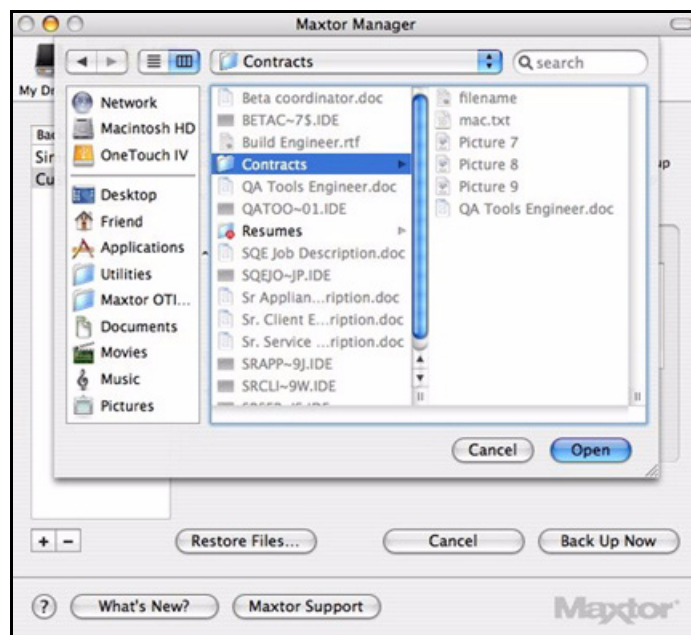 Maxtor Manager
Contracts
search
My Dr
Network
Macintosh HD
OneTouch IV
Desktop
Friend
Applications
Utilities
Maxtor OTI...
Documents
Movies
Music
Pictures
Beta coordinator.doc
BETAC~7$.IDE
Build Engineer.rtf
Contracts
QA Tools Engineer.doc
QATOO~01.IDE
Resumes
SQE Job Description.doc
SQEJO~JP.IDE
Sr Applian...ription.doc
Sr. Client E...ription.doc
Sr. Service ...ription.doc
SRAPP~9J.IDE
SRCLI~9W.IDE
filename
mac.txt
Picture 7
Picture 8
Picture 9
QA Tools Engineer.doc
Bac
Sir
Cu
up
Cancel
Open
+ −
Restore Files...
Cancel
Back Up Now
?
What's New?
Maxtor Support
Maxtor